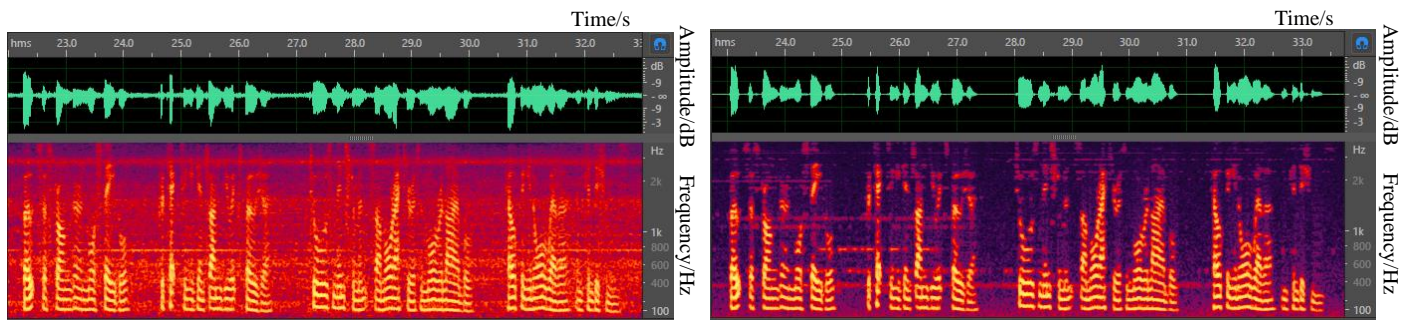 Time/s
hms 23.0 24.0 25.0 26.0 27.0 28.0 29.0 30.0 31.0 32.0
dB
-9
-∞
-9
-3
Amplitude/dB
Hz
2k
1k
800
600
400
100
Frequency/Hz
Time/s
hms 24.0 25.0 26.0 27.0 28.0 29.0 30.0 31.0 32.0 33.0
dB
-9
-∞
-9
-3
Amplitude/dB
Hz
2k
1k
800
600
400
100
Frequency/Hz